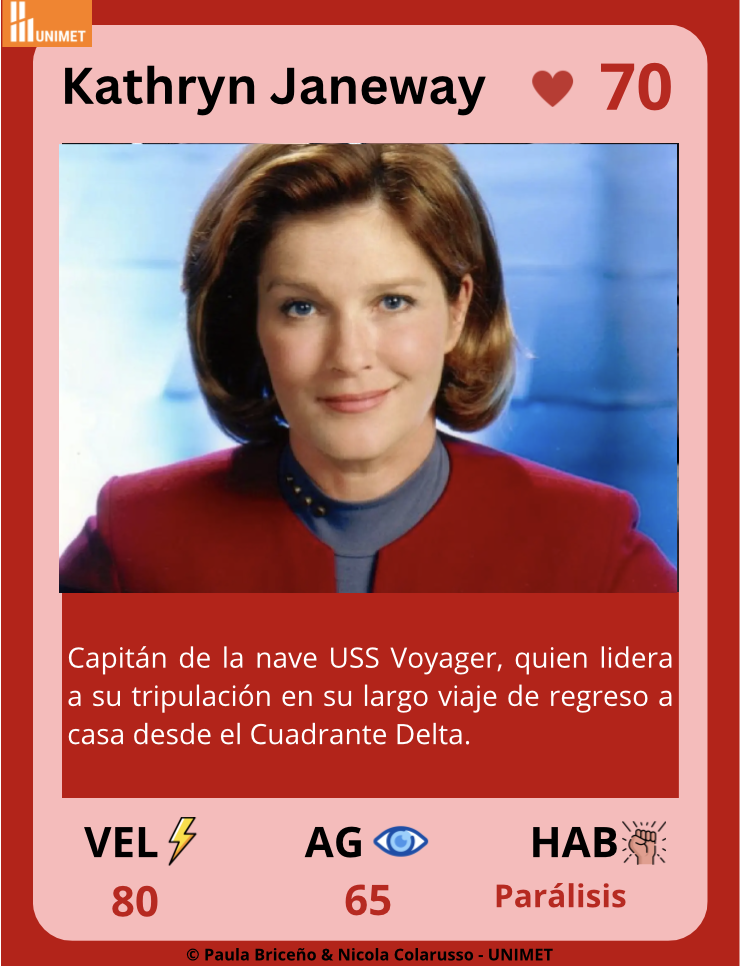 UNIMET
Kathryn Janeway
70
Capitán de la nave USS Voyager, quien lidera
a su tripulación en su largo viaje de regreso a
casa desde el Cuadrante Delta.
VEL AG HAB
80 65 Parálisis
© Paula Briceño & Nicola Colarusso - UNIMET